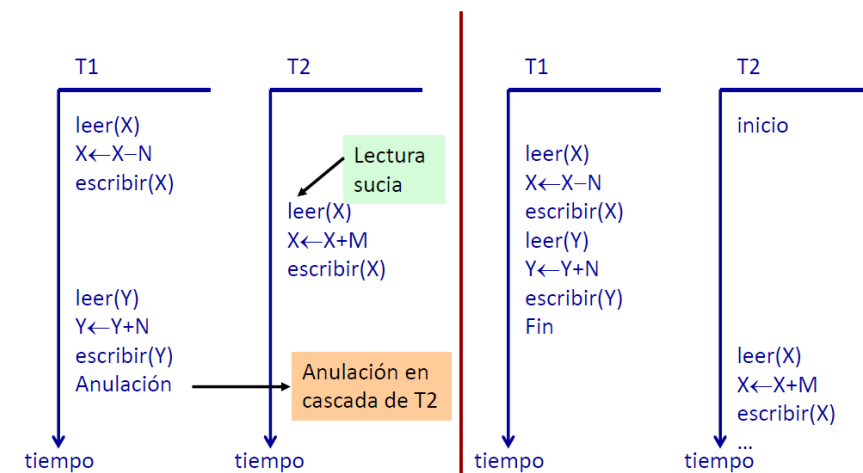 T1
leer(X)
X←X−N
escribir(X)
leer(Y)
Y←Y+N
escribir(Y)
Anulación
tiempo
T2
Lectura
sucia
leer(X)
X←X+M
escribir(X)
Anulación en
cascada de T2
tiempo
T1
leer(X)
X←X−N
escribir(X)
leer(Y)
Y←Y+N
escribir(Y)
Fin
tiempo
T2
inicio
leer(X)
X←X+M
escribir(X)
...
tiempo